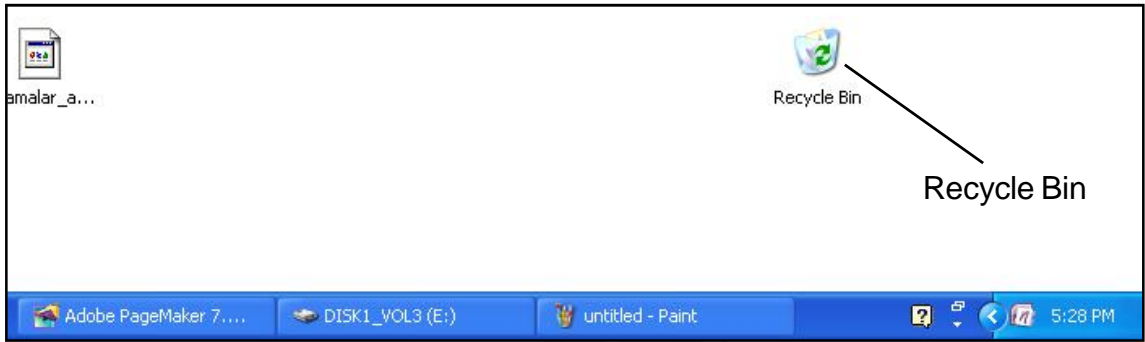 amalar_a...
Recycle Bin
Recycle Bin
Adobe PageMaker 7....
DISK1_VOL3 (E:)
untitled - Paint
?
5:28 PM